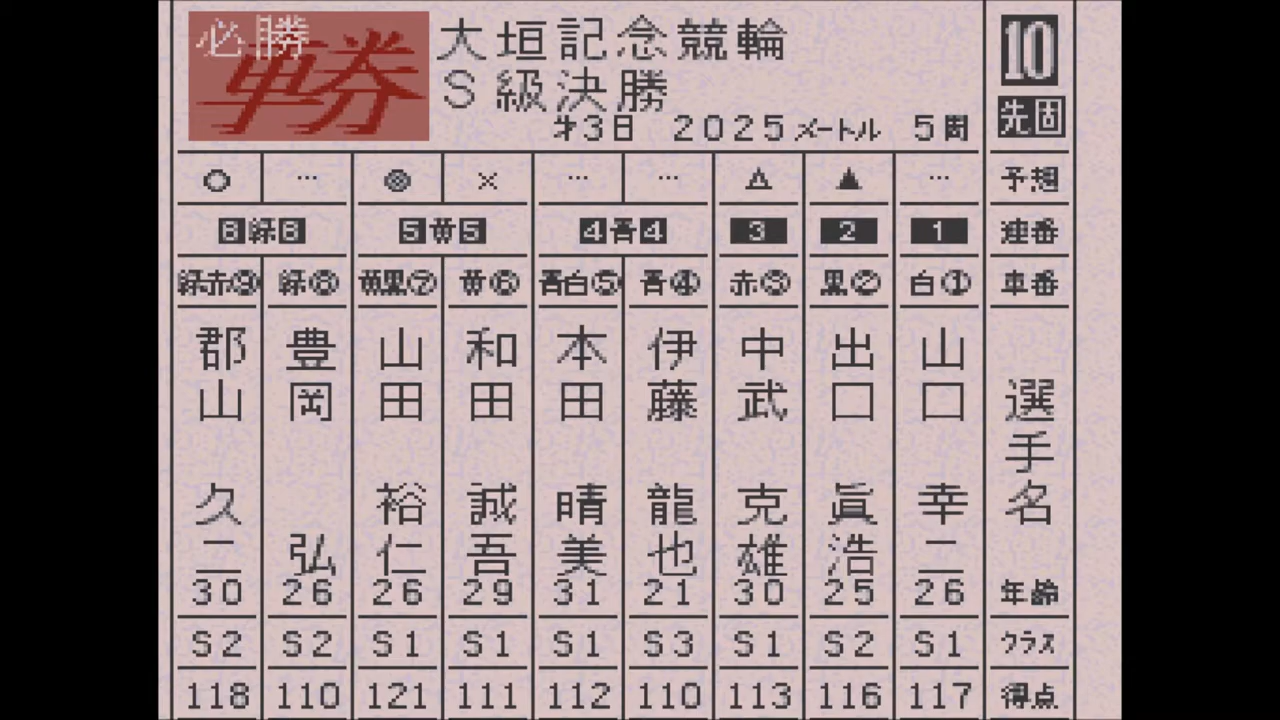 必勝
車券
大垣記念競輪
S級決勝
オ3日 2025メートル 5周
10
先固
○ … ◎ × … … △ ▲ … 予想
8緑8 5黄5 4青4 3 2 1 連番
緑赤⑨ 緑⑧ 黄黒⑦ 黄⑥ 青白⑤ 青④ 赤③ 黒② 白① 車番
郡山久二 豊岡弘 山田裕仁 和田誠吾 本田晴美 伊藤龍也 中武克雄 出口眞浩 山口幸二 選手名
30 26 26 29 31 21 30 25 26 年齢
S2 S2 S1 S1 S1 S3 S1 S2 S1 クラス
118 110 121 111 112 110 113 116 117 得点